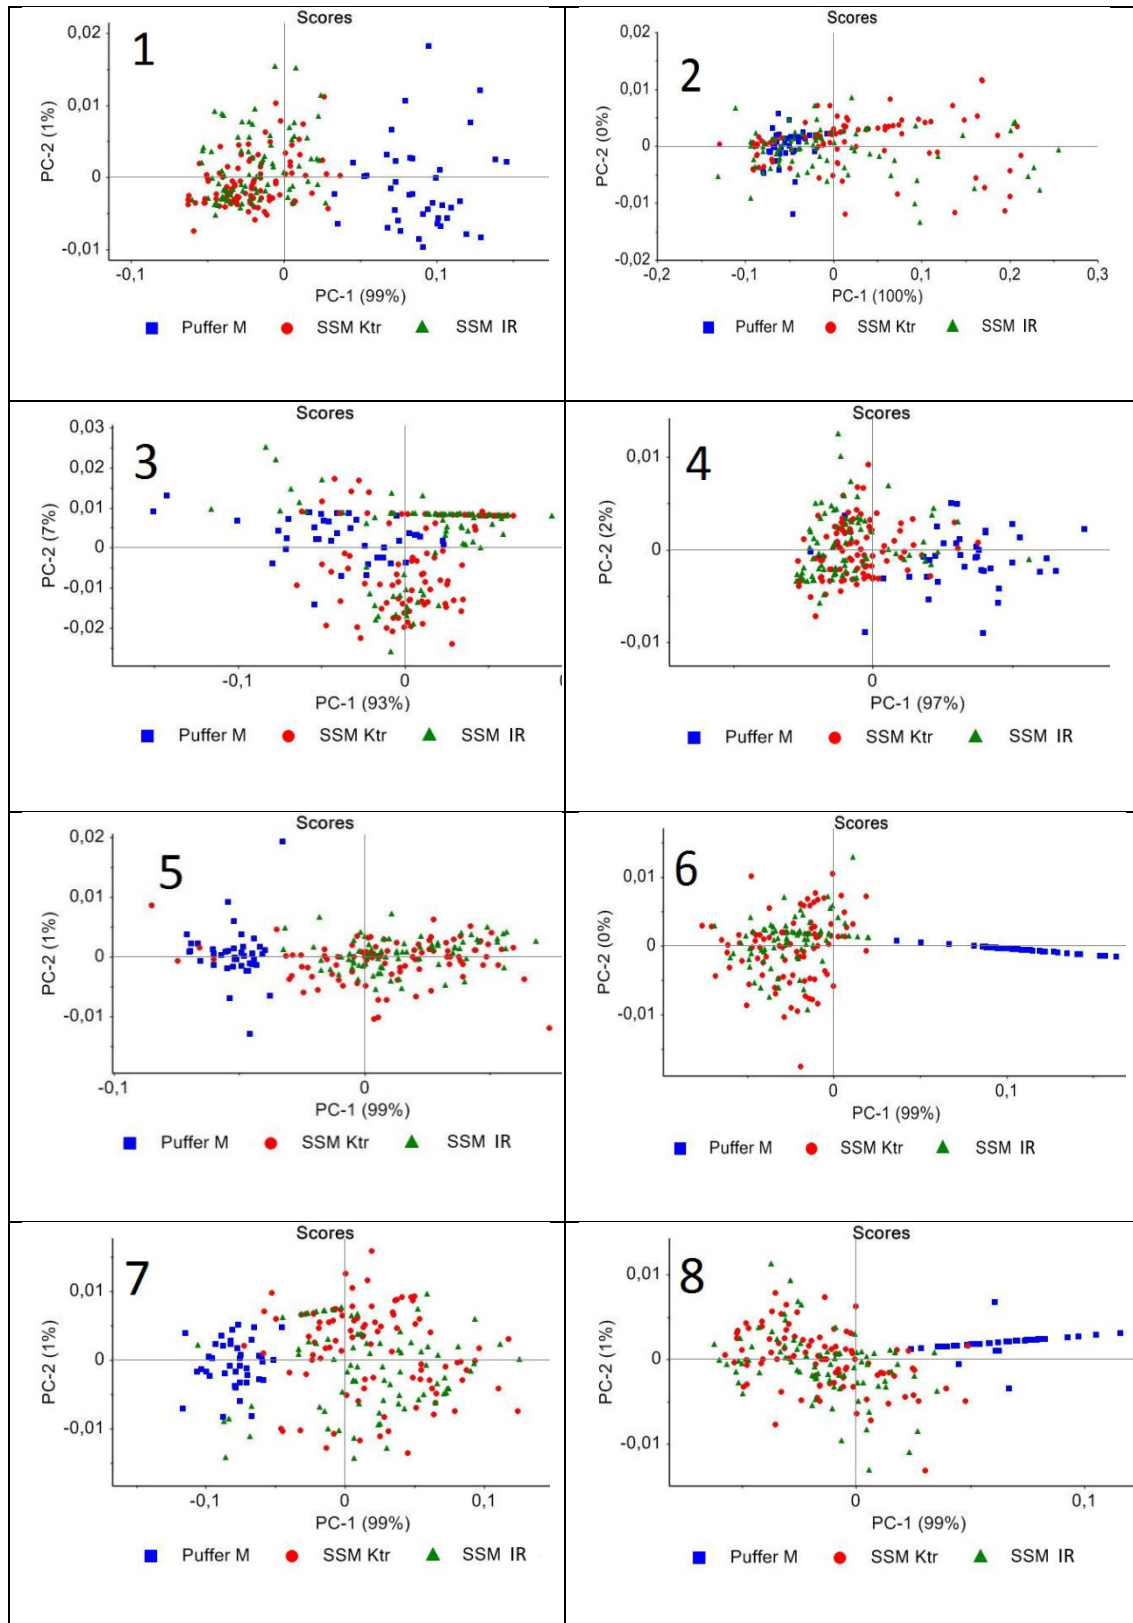 Scores
1
0,02
0,01
0
-0,01
PC-2 (1%)
-0,1 0 0,1
PC-1 (99%)
Puffer M SSM Ktr SSM IR
Scores
2
0,02
0,01
0
-0,01
-0,02
PC-2 (0%)
-0,2 -0,1 0 0,1 0,2 0,3
PC-1 (100%)
Puffer M SSM Ktr SSM IR
Scores
3
0,03
0,02
0,01
0
-0,01
-0,02
PC-2 (7%)
-0,1 0
PC-1 (93%)
Puffer M SSM Ktr SSM IR
Scores
4
0,01
0
-0,01
PC-2 (2%)
0
PC-1 (97%)
Puffer M SSM Ktr SSM IR
Scores
5
0,02
0,01
0
-0,01
PC-2 (1%)
-0,1 0
PC-1 (99%)
Puffer M SSM Ktr SSM IR
Scores
6
0,01
0
-0,01
PC-2 (0%)
0 0,1
PC-1 (99%)
Puffer M SSM Ktr SSM IR
Scores
7
0,01
0
-0,01
PC-2 (1%)
-0,1 0 0,1
PC-1 (99%)
Puffer M SSM Ktr SSM IR
Scores
8
0,01
0
-0,01
PC-2 (1%)
0 0,1
PC-1 (99%)
Puffer M SSM Ktr SSM IR